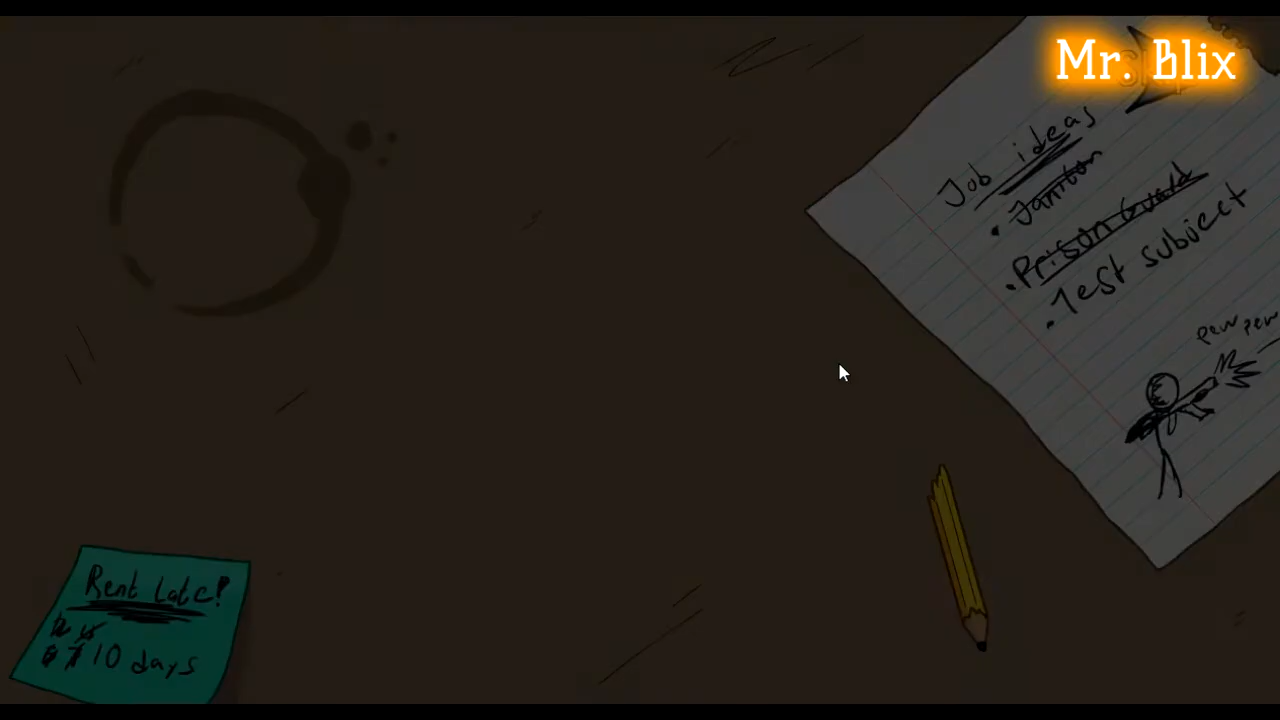 Mr. Blix
Job ideas
• Janitor
• Prison Guard
• Test subject
pew pew
Rent Late!
10 days